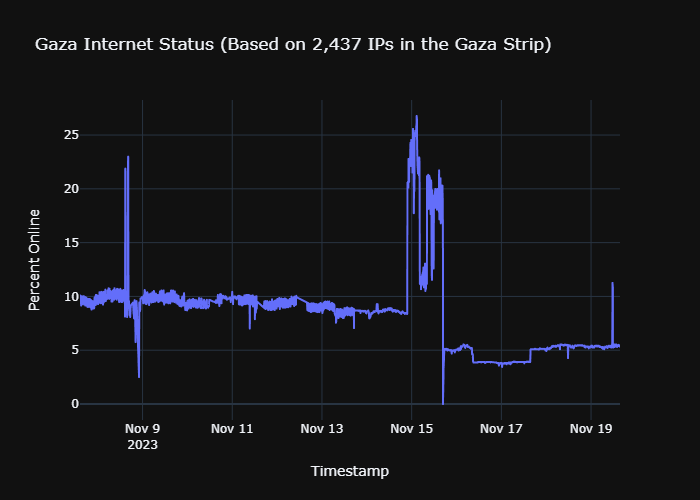 Gaza Internet Status (Based on 2,437 IPs in the Gaza Strip)
Percent Online
25
20
15
10
5
0
Nov 9
2023
Nov 11
Nov 13
Nov 15
Nov 17
Nov 19
Timestamp